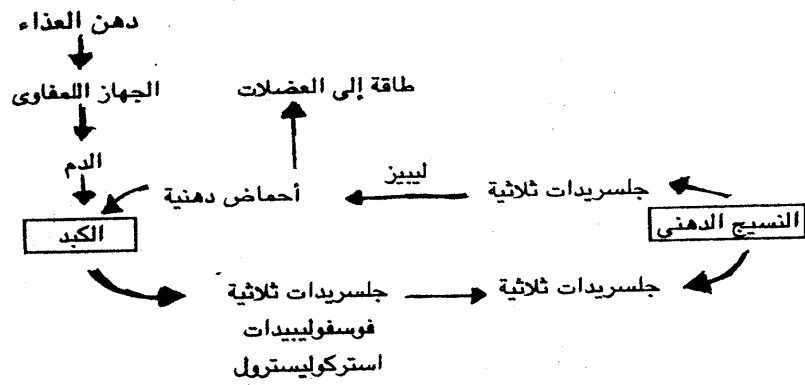 دهن العذاء
الجهاز اللمفاوى
طاقة إلى العضلات
الدم
ليبيز
أحماض دهنية
جلسريدات ثلاثية
النسيج الدهني
الكبد
جلسريدات ثلاثية
جلسريدات ثلاثية
فوسفوليبيدات
استركوليسترول